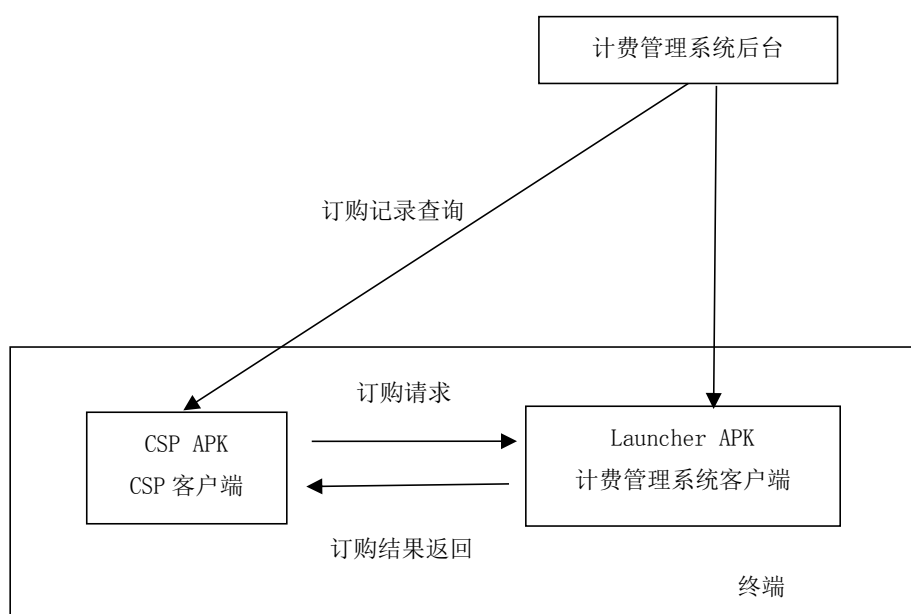 计费管理系统后台
订购记录查询
订购请求
CSP APK
CSP 客户端
Launcher APK
计费管理系统客户端
订购结果返回
终端